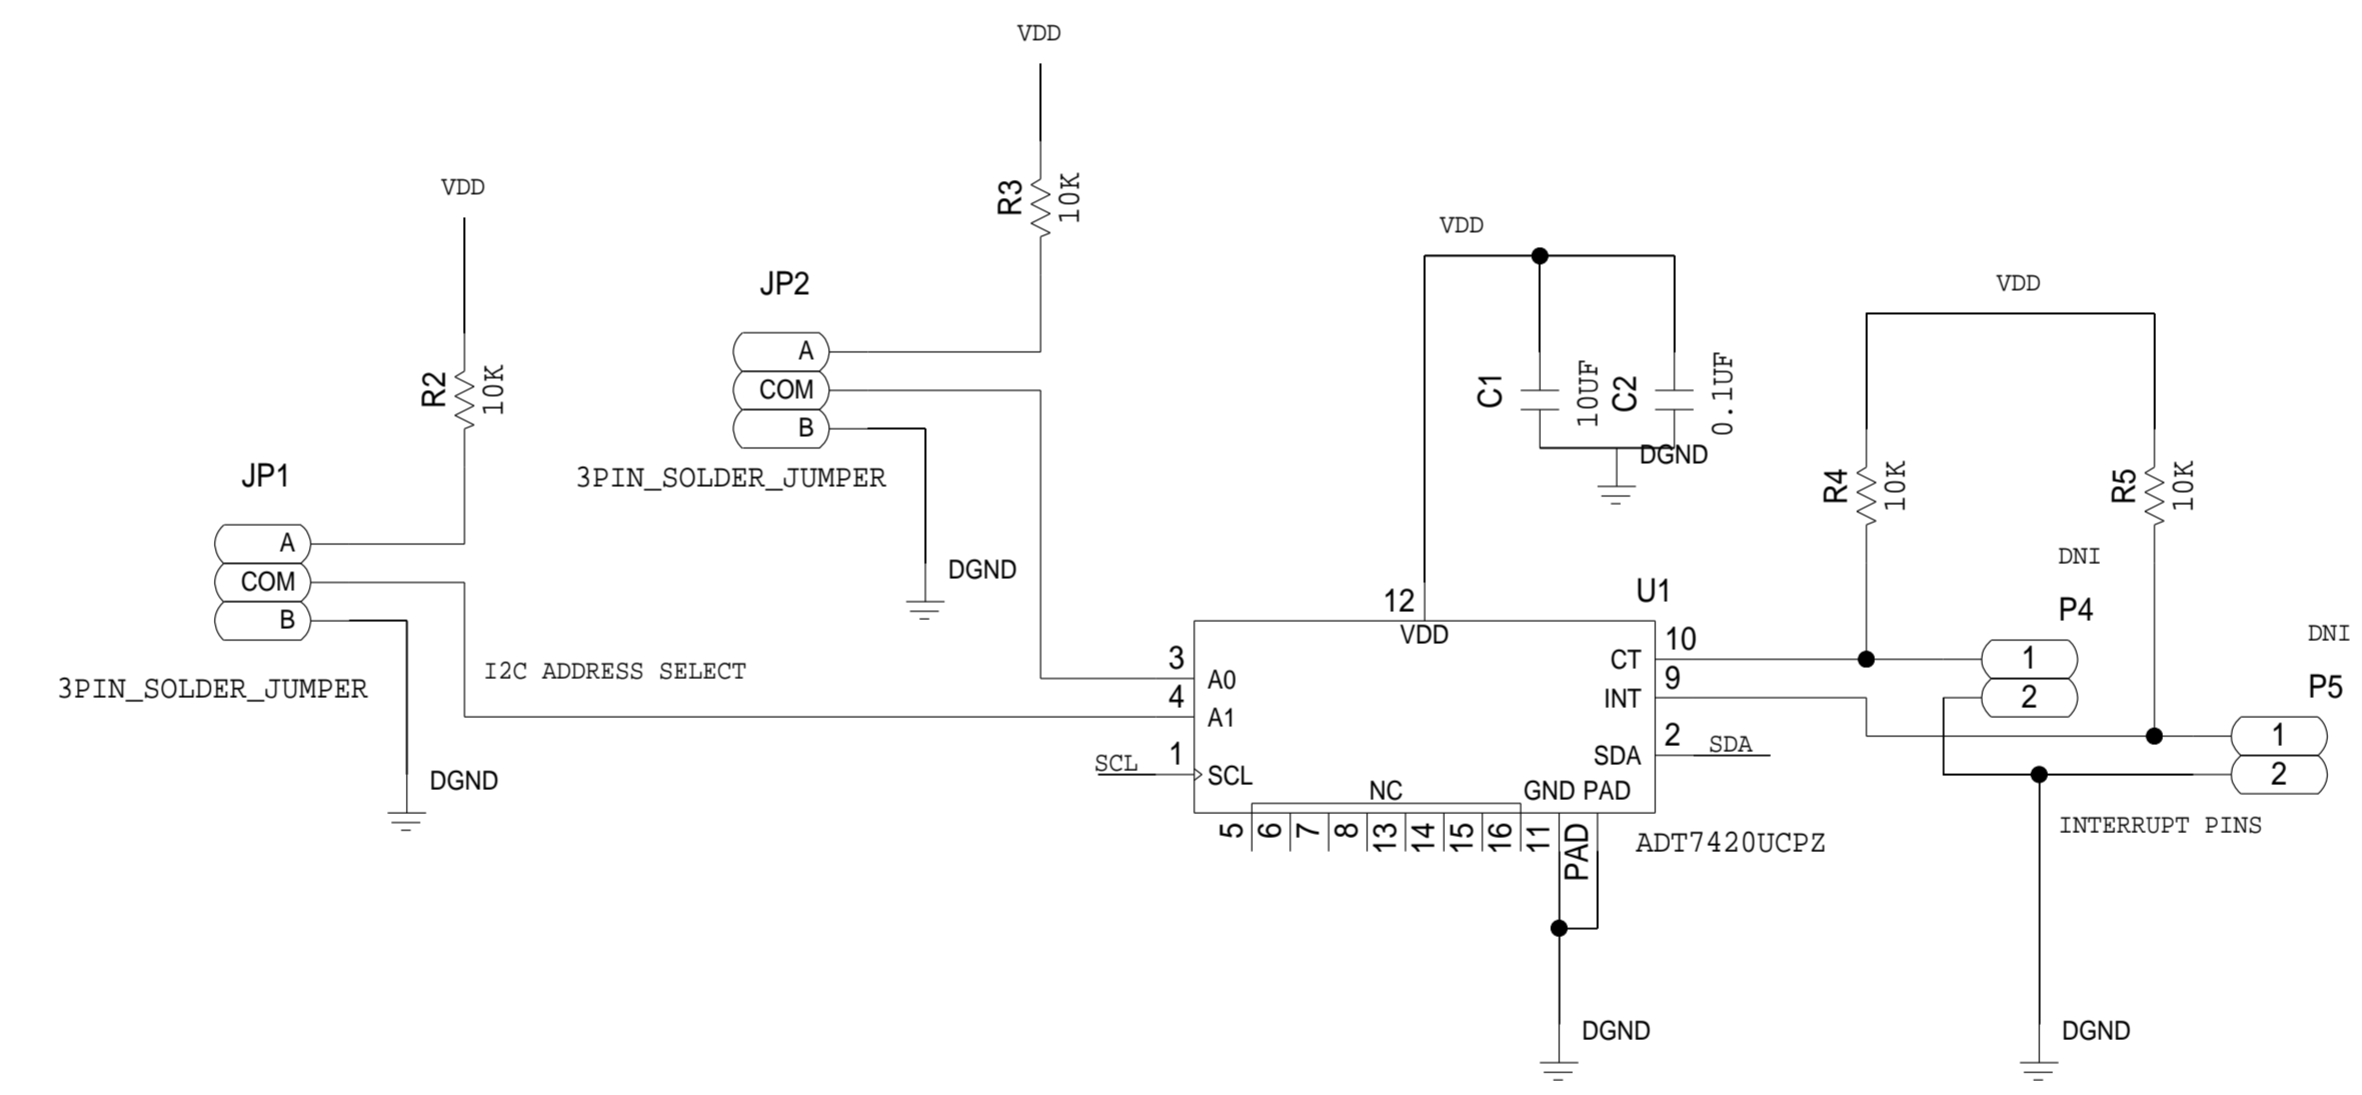 VDD
R3
10K
VDD
R2
10K
JP2
A
COM
B
3PIN_SOLDER_JUMPER
DGND
JP1
A
COM
B
3PIN_SOLDER_JUMPER
DGND
I2C ADDRESS SELECT
VDD
C1
10UF
C2
0.1UF
DGND
VDD
R4
10K
R5
10K
DNI
P4
1
2
DNI
P5
1
2
INTERRUPT PINS
DGND
U1
12
VDD
3
A0
4
A1
SCL
1
SCL
CT
10
INT
9
SDA
2
SDA
NC
GND PAD
5
6
7
8
13
14
15
16
11
PAD
ADT7420UCPZ
DGND